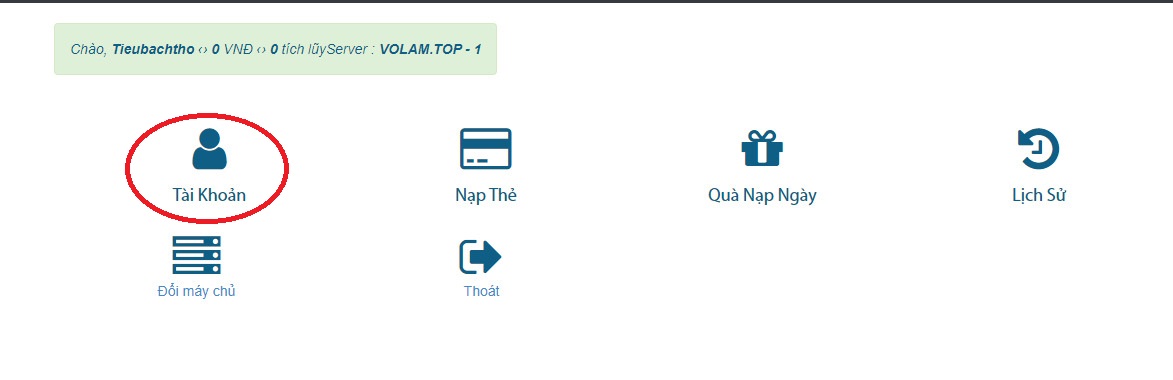 Chào, Tieubachtho ‹› 0 VNĐ ‹› 0 tích lũyServer : VOLAM.TOP - 1
Tài Khoản
Nạp Thẻ
Quà Nạp Ngày
Lịch Sử
Đổi máy chủ
Thoát